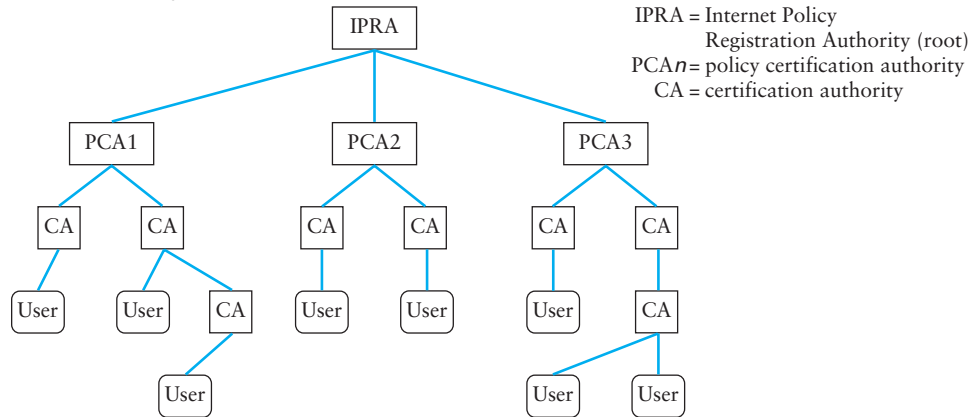 IPRA
IPRA = Internet Policy
Registration Authority (root)
PCAn = policy certification authority
CA = certification authority
PCA1 PCA2 PCA3
CA CA CA CA CA CA
User User CA User User User CA
User User User